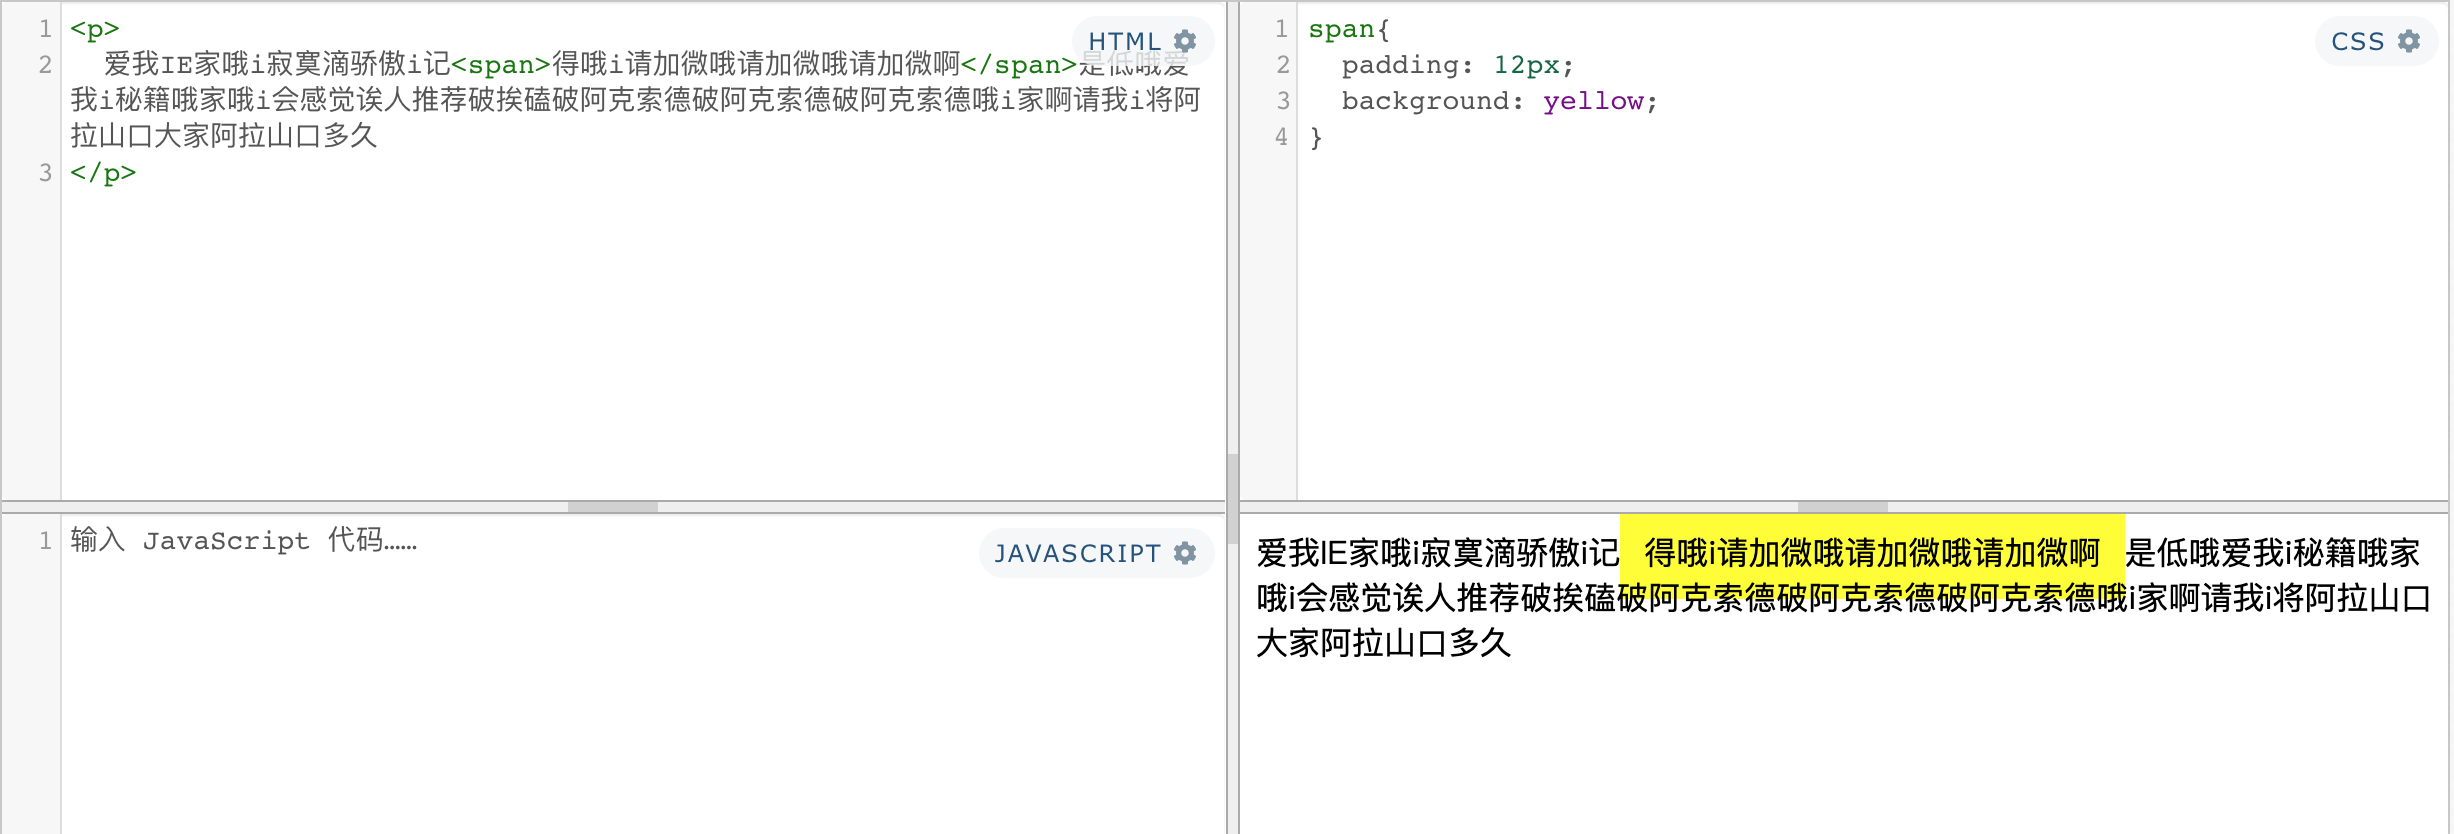 1 <p>
HTML
2   爱我IE家哦i寂寞滴骄傲i记<span>得哦i请加微哦请加微哦请加微啊</span>是低哦爱
我i秘籍哦家哦i会感觉诶人推荐破挨磕破阿克索德破阿克索德破阿克索德哦i家啊请我i将阿
拉山口大家阿拉山口多久
3 </p>
1 span{
CSS
2   padding: 12px;
3   background: yellow;
4 }
1 输入 JavaScript 代码……
JAVASCRIPT
爱我IE家哦i寂寞滴骄傲i记 得哦i请加微哦请加微哦请加微啊 是低哦爱我i秘籍哦家
哦i会感觉诶人推荐破挨磕破阿克索德破阿克索德破阿克索德哦i家啊请我i将阿拉山口
大家阿拉山口多久